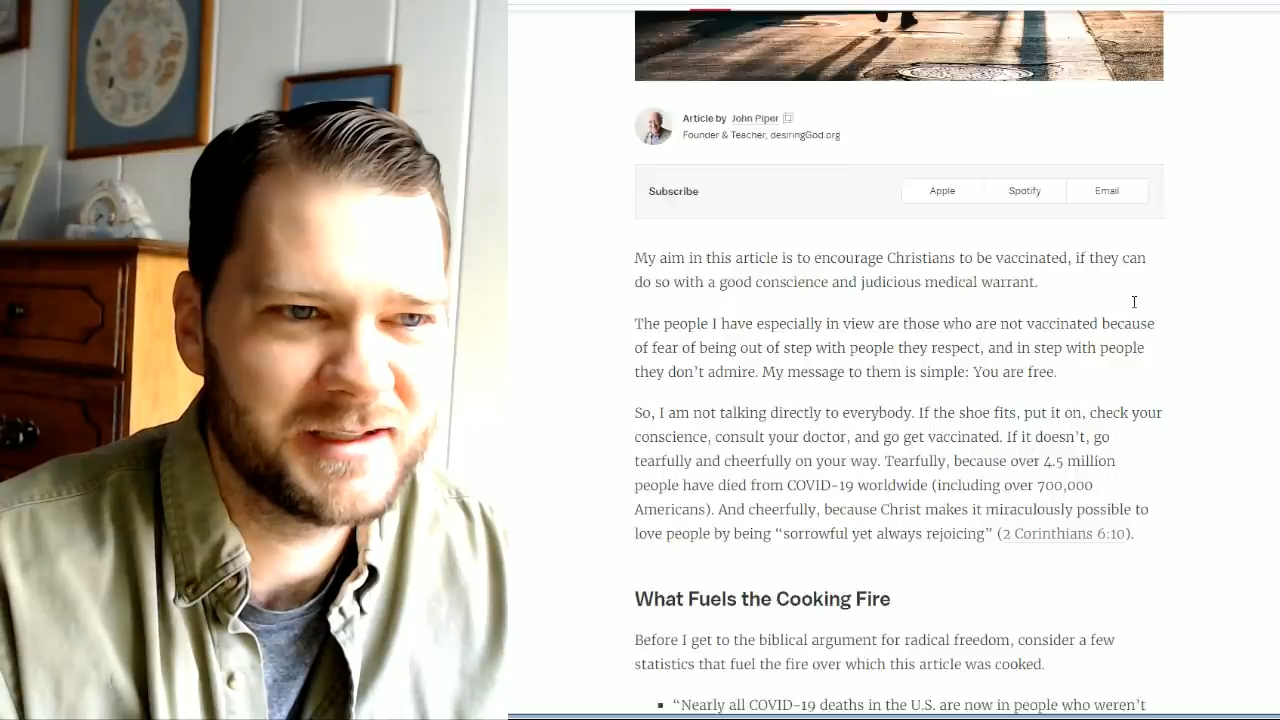 Article by John Piper
Founder & Teacher, desiringGod.org
Subscribe
Apple
Spotify
Email
My aim in this article is to encourage Christians to be vaccinated, if they can
do so with a good conscience and judicious medical warrant.
The people I have especially in view are those who are not vaccinated because
of fear of being out of step with people they respect, and in step with people
they don’t admire. My message to them is simple: You are free.
So, I am not talking directly to everybody. If the shoe fits, put it on, check your
conscience, consult your doctor, and go get vaccinated. If it doesn’t, go
tearfully and cheerfully on your way. Tearfully, because over 4.5 million
people have died from COVID-19 worldwide (including over 700,000
Americans). And cheerfully, because Christ makes it miraculously possible to
love people by being “sorrowful yet always rejoicing” (2 Corinthians 6:10).
What Fuels the Cooking Fire
Before I get to the biblical argument for radical freedom, consider a few
statistics that fuel the fire over which this article was cooked.
▪ “Nearly all COVID-19 deaths in the U.S. are now in people who weren’t